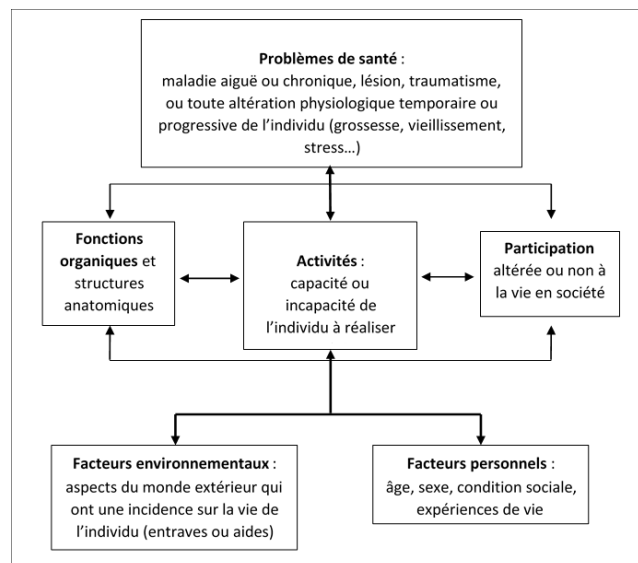 Problèmes de santé :
maladie aiguë ou chronique, lésion, traumatisme,
ou toute altération physiologique temporaire ou
progressive de l’individu (grossesse, vieillissement,
stress…)
Fonctions
organiques et
structures
anatomiques
Activités :
capacité ou
incapacité de
l’individu à réaliser
Participation
altérée ou non à
la vie en société
Facteurs environnementaux :
aspects du monde extérieur qui
ont une incidence sur la vie de
l’individu (entraves ou aides)
Facteurs personnels :
âge, sexe, condition sociale,
expériences de vie